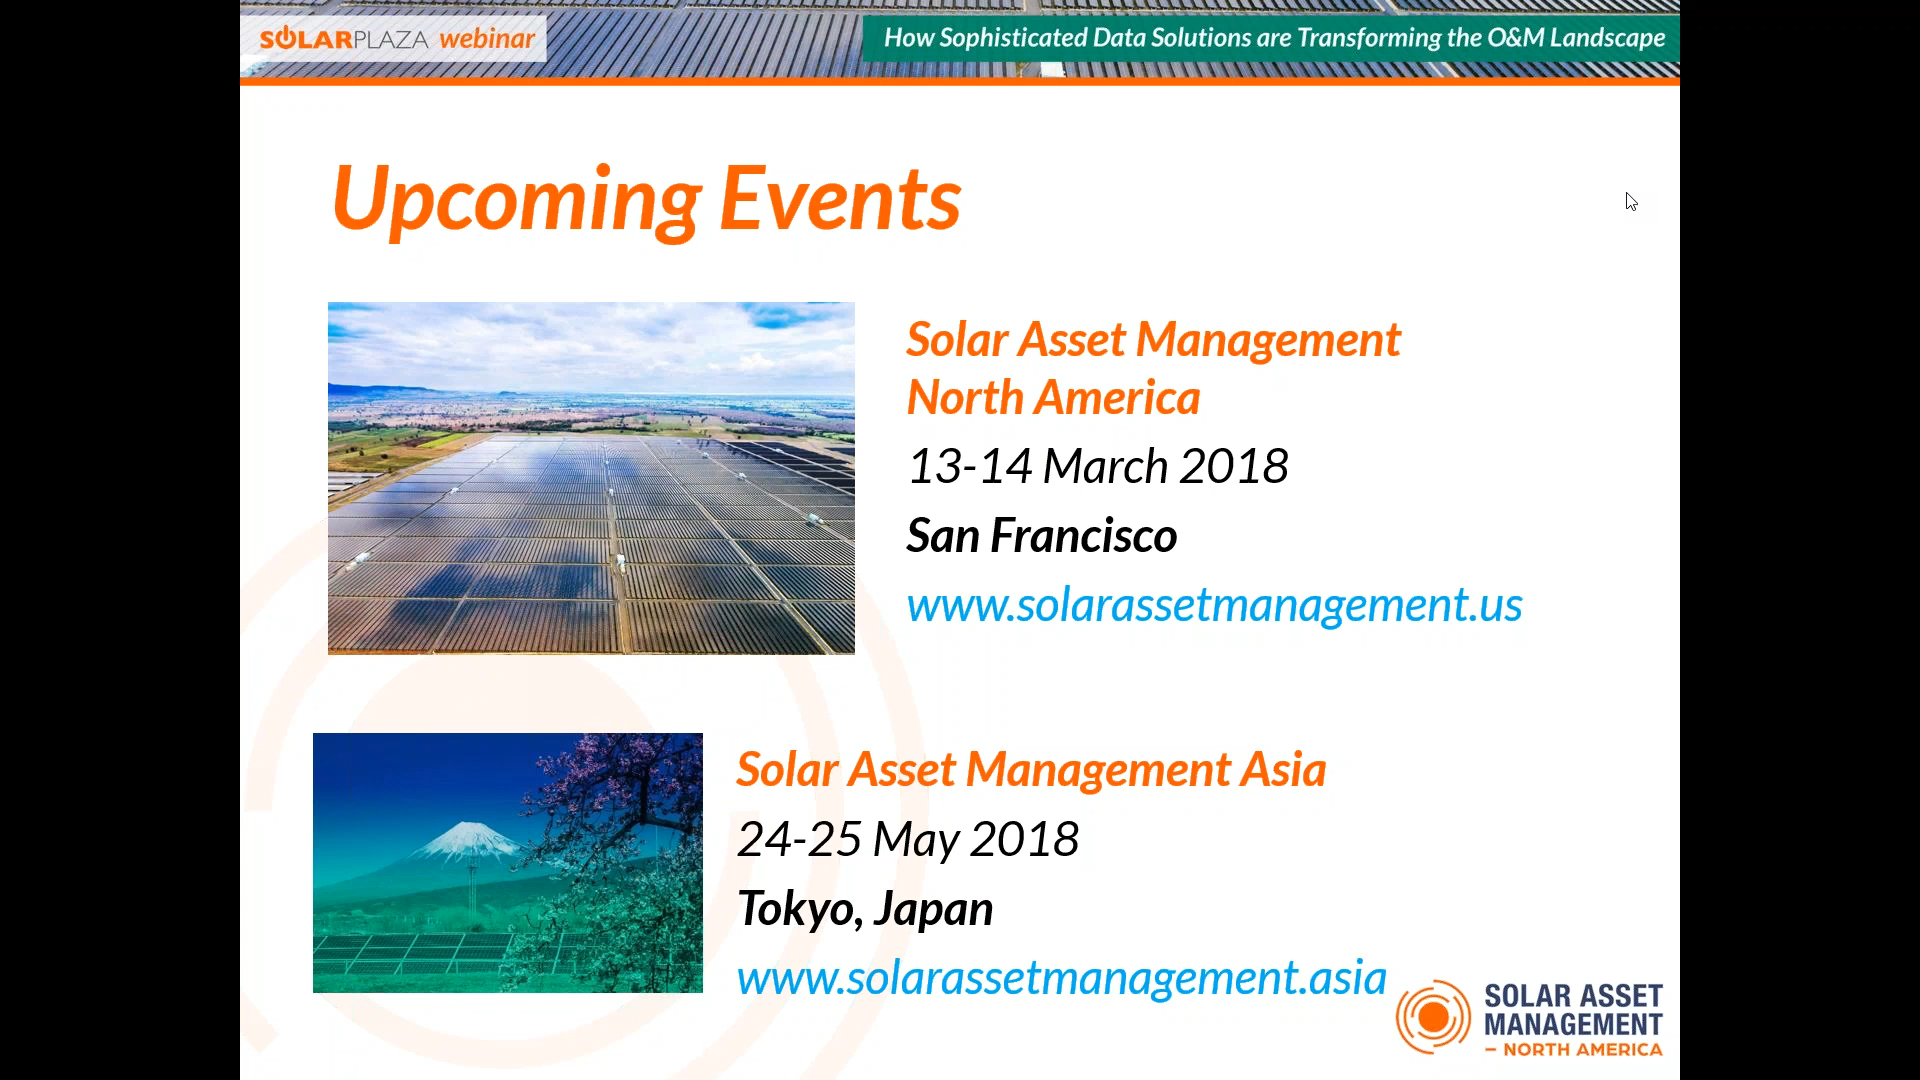 SOLARPLAZA webinar
How Sophisticated Data Solutions are Transforming the O&M Landscape
Upcoming Events
Solar Asset Management
North America
13-14 March 2018
San Francisco
www.solarassetmanagement.us
Solar Asset Management Asia
24-25 May 2018
Tokyo, Japan
www.solarassetmanagement.asia
SOLAR ASSET
MANAGEMENT
– NORTH AMERICA